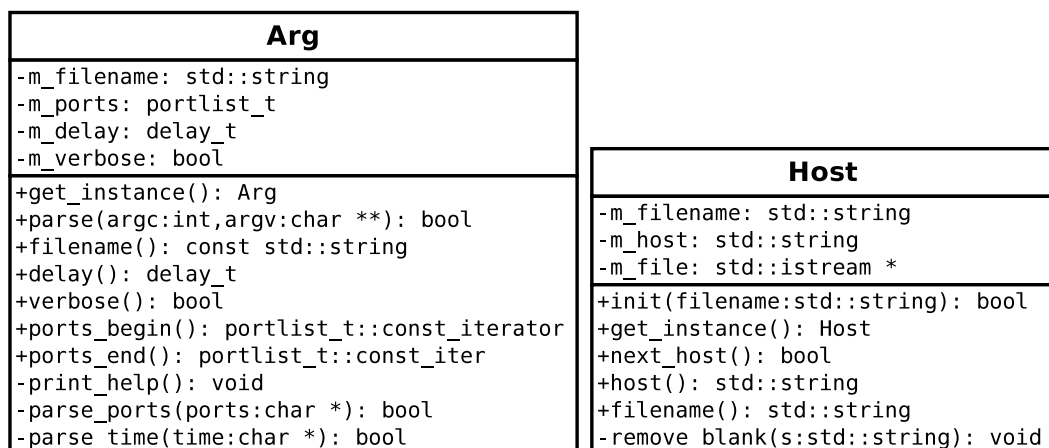 Arg
-m_filename: std::string
-m_ports: portlist_t
-m_delay: delay_t
-m_verbose: bool
+get_instance(): Arg
+parse(argc:int,argv:char **): bool
+filename(): const std::string
+delay(): delay_t
+verbose(): bool
+ports_begin(): portlist_t::const_iterator
+ports_end(): portlist_t::const_iter
-print_help(): void
-parse_ports(ports:char *): bool
-parse_time(time:char *): bool
Host
-m_filename: std::string
-m_host: std::string
-m_file: std::istream *
+init(filename:std::string): bool
+get_instance(): Host
+next_host(): bool
+host(): std::string
+filename(): std::string
-remove_blank(s:std::string): void